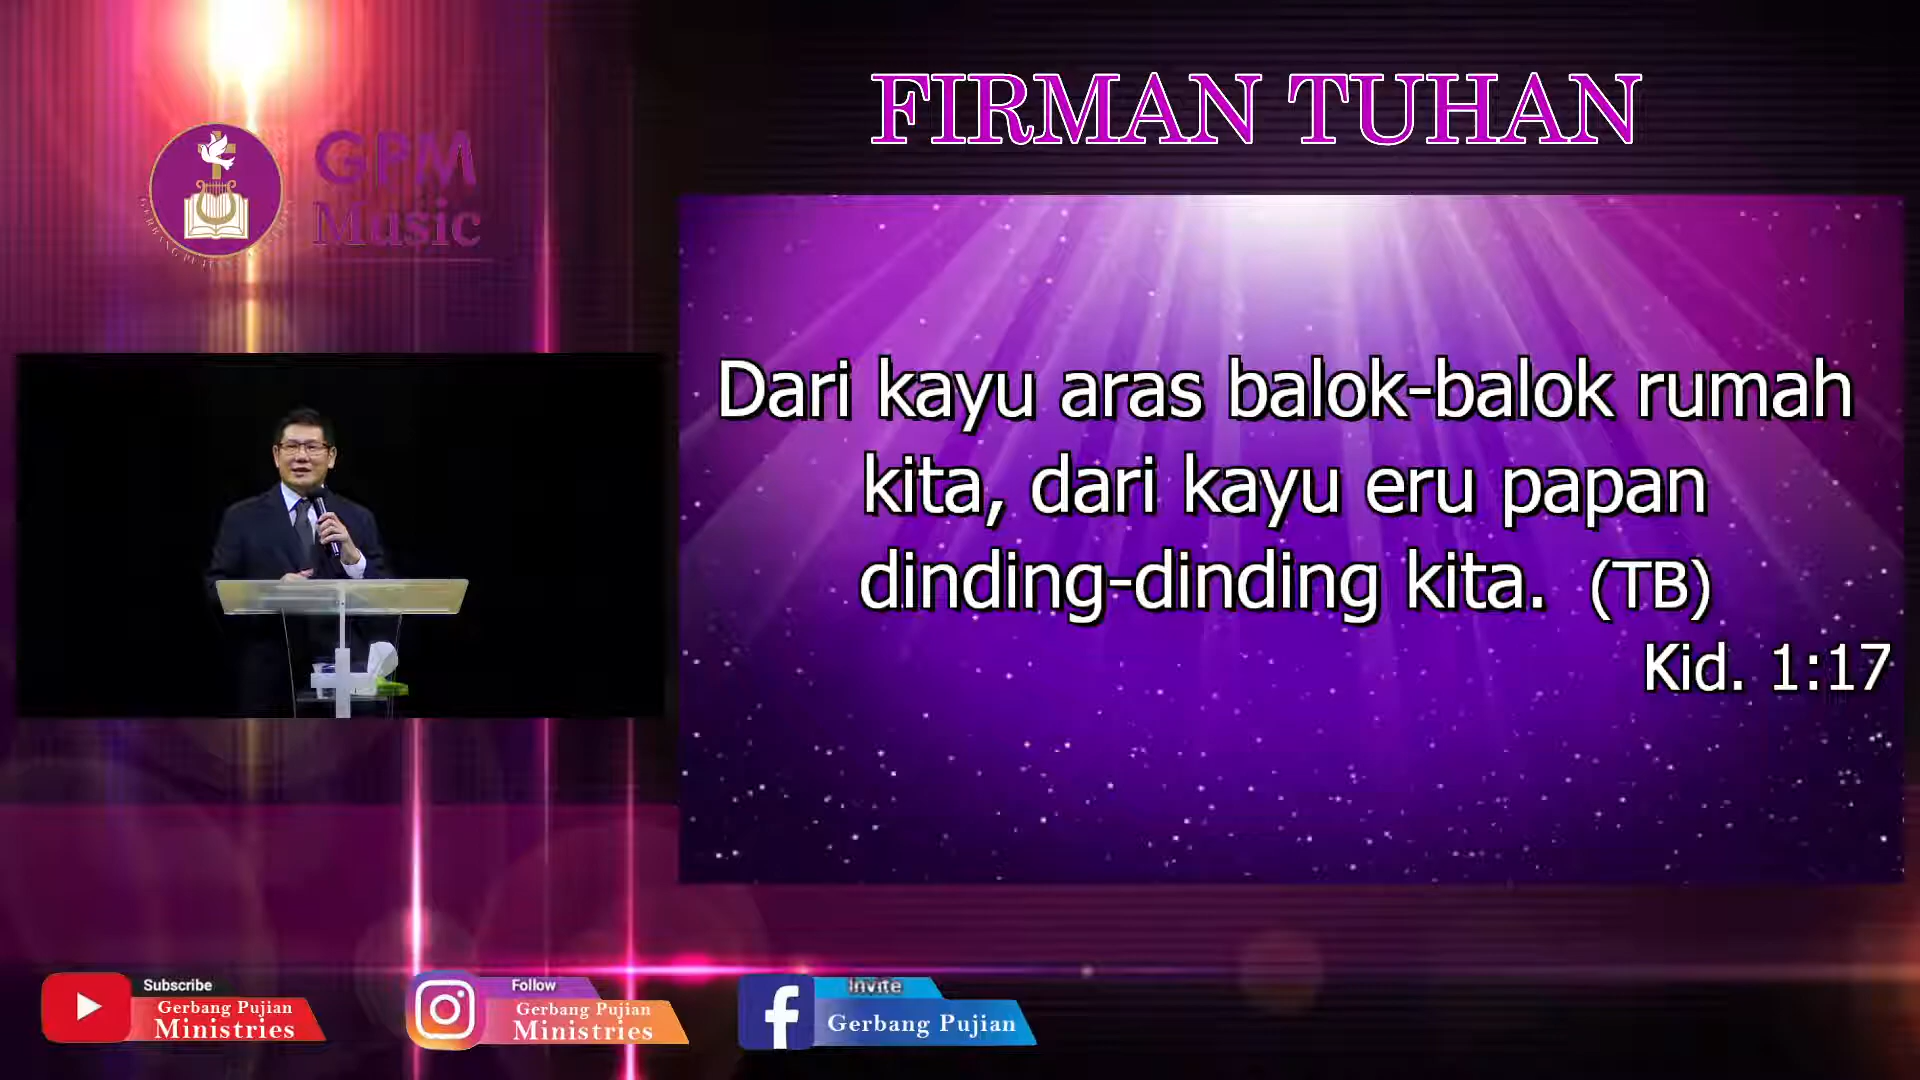 FIRMAN TUHAN
GPM
Music
Dari kayu aras balok-balok rumah
kita, dari kayu eru papan
dinding-dinding kita. (TB)
Kid. 1:17
Subscribe
Gerbang Pujian
Ministries
Follow
Gerbang Pujian
Ministries
Invite
Gerbang Pujian